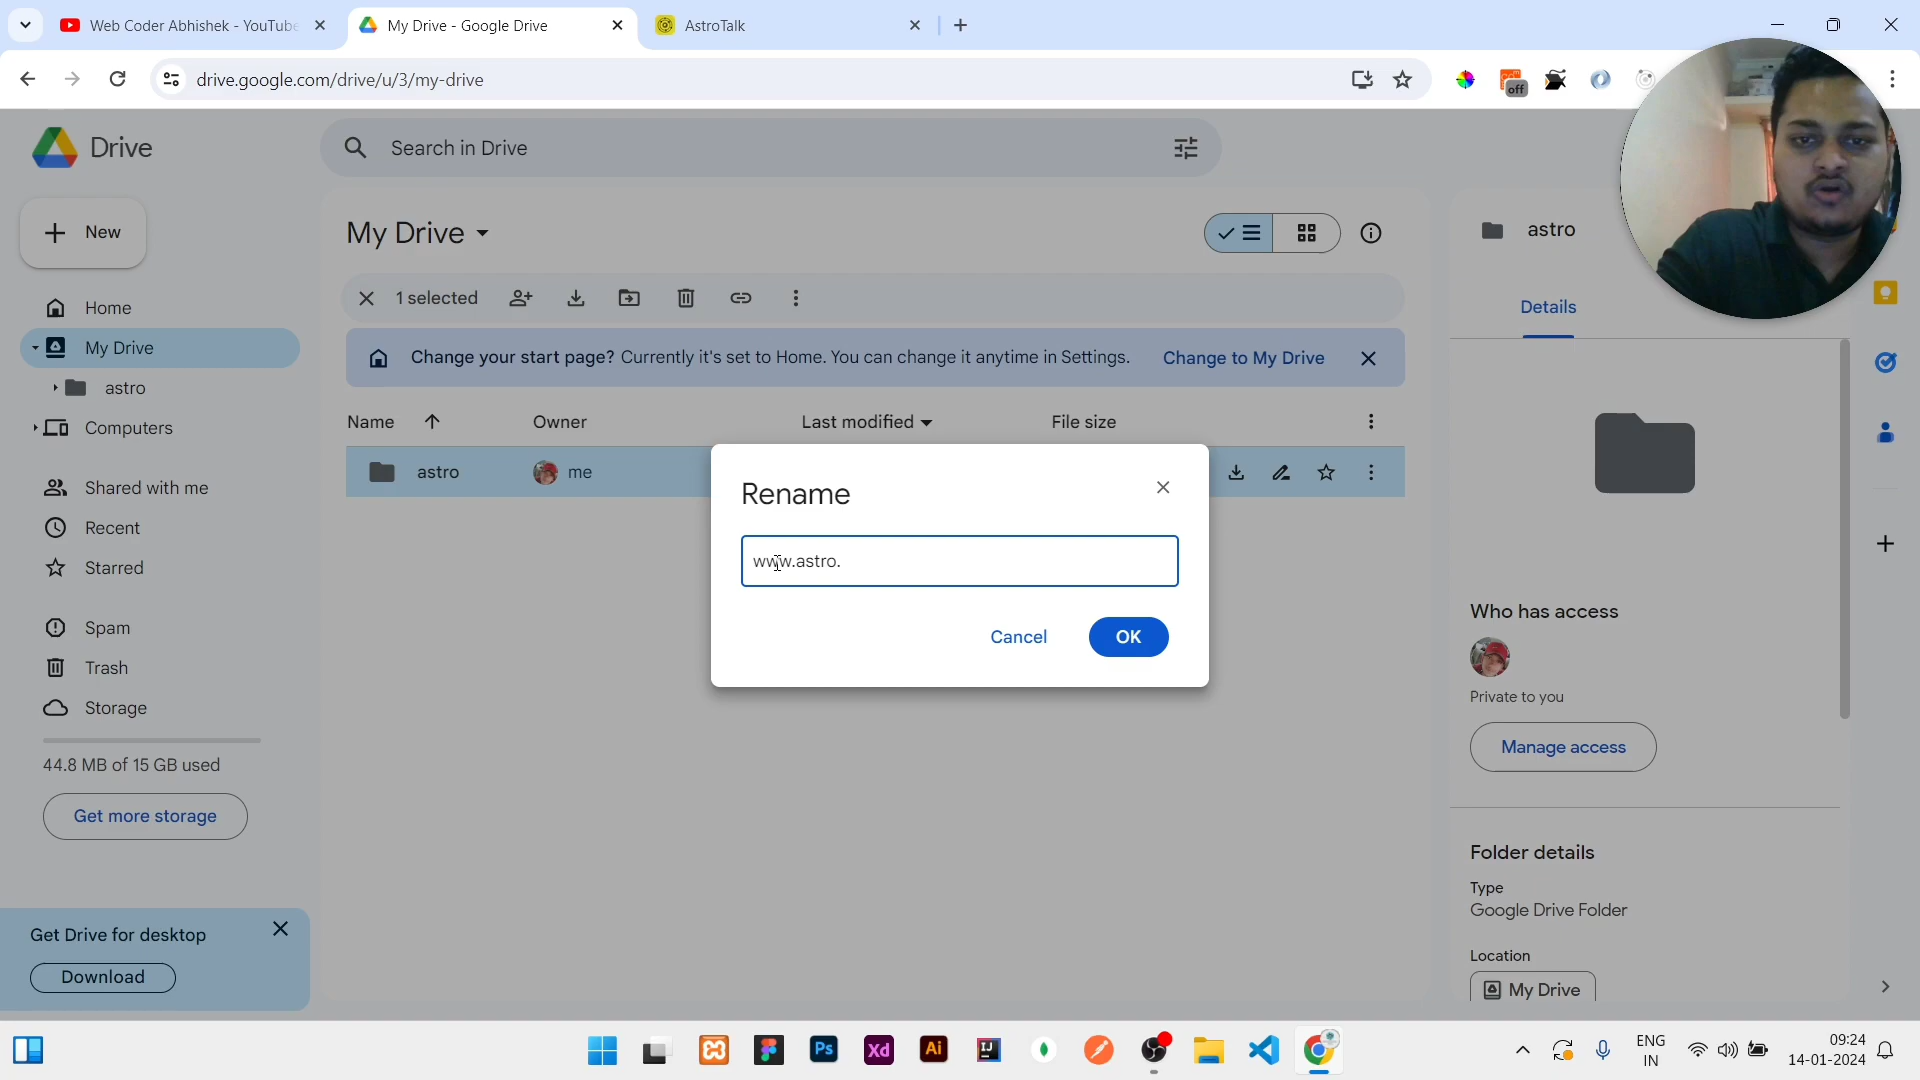 Web Coder Abhishek - YouTube
My Drive - Google Drive
AstroTalk
drive.google.com/drive/u/3/my-drive
off
Drive
Search in Drive
New
My Drive
astro
1 selected
Home
Details
My Drive
Change your start page? Currently it's set to Home. You can change it anytime in Settings.
Change to My Drive
astro
Name
Owner
Last modified
File size
Computers
astro
me
Shared with me
Rename
Recent
www.astro.
Starred
Who has access
Spam
Cancel
OK
Trash
Private to you
Storage
Manage access
44.8 MB of 15 GB used
Get more storage
Folder details
Type
Google Drive Folder
Get Drive for desktop
Location
Download
My Drive
Ps
Xd
Ai
IJ
ENG
IN
09:24
14-01-2024